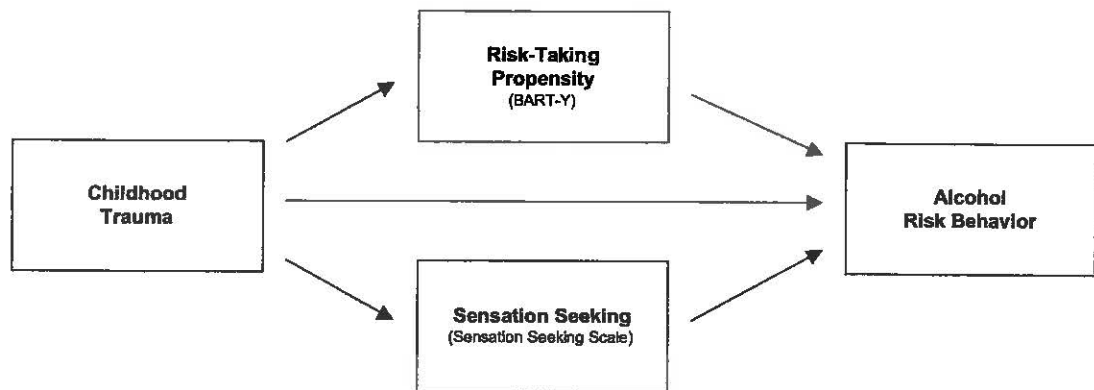 Risk-Taking
Propensity
(BART-Y)
Childhood
Trauma
Alcohol
Risk Behavior
Sensation Seeking
(Sensation Seeking Scale)